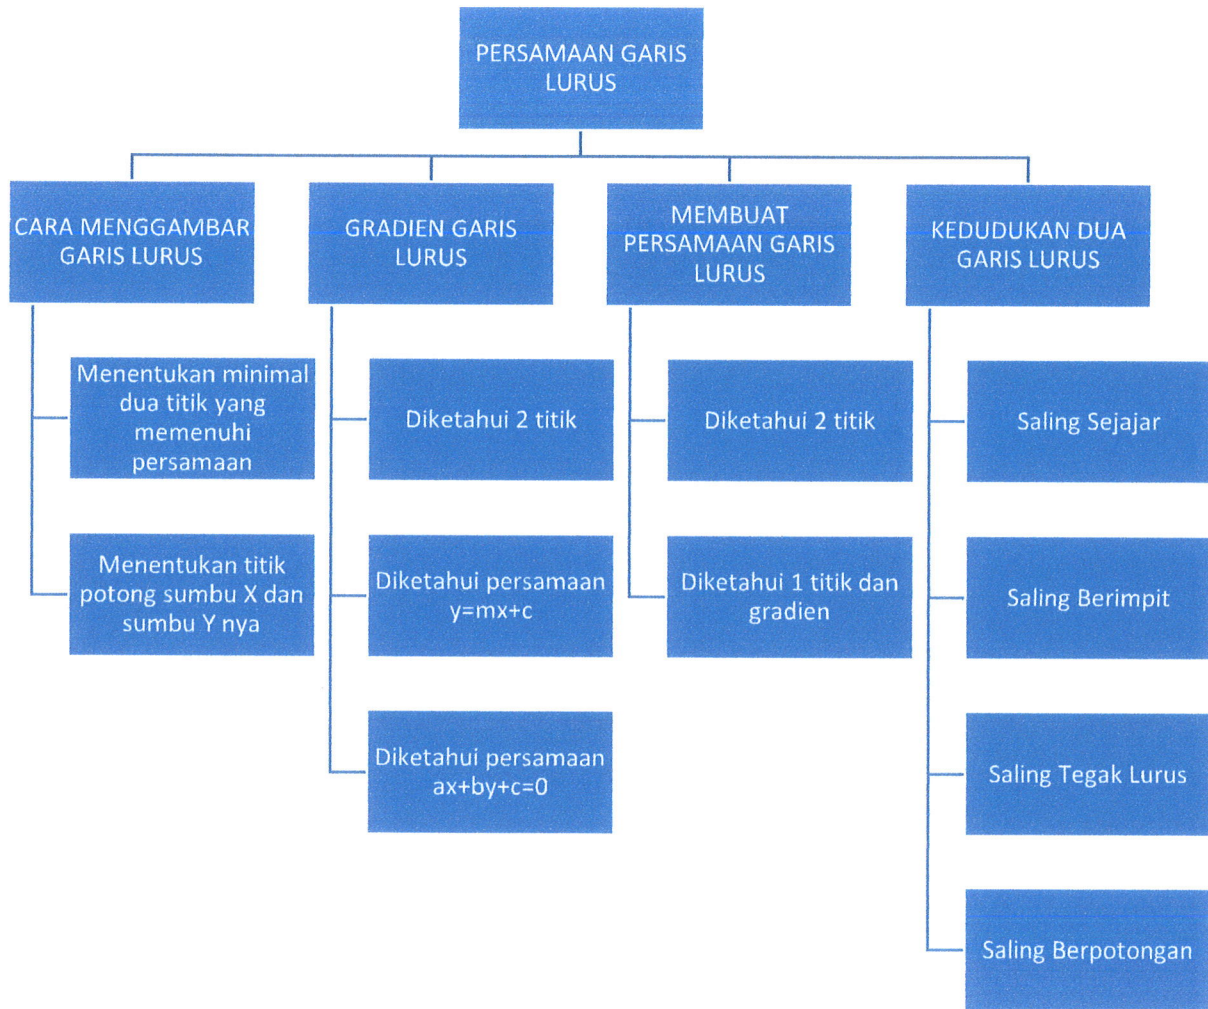 PERSAMAAN GARIS
LURUS
CARA MENGGAMBAR
GARIS LURUS
GRADIEN GARIS
LURUS
MEMBUAT
PERSAMAAN GARIS
LURUS
KEDUDUKAN DUA
GARIS LURUS
Menentukan minimal
dua titik yang
memenuhi
persamaan
Menentukan titik
potong sumbu X dan
sumbu Y nya
Diketahui 2 titik
Diketahui persamaan
y=mx+c
Diketahui persamaan
ax+by+c=0
Diketahui 2 titik
Diketahui 1 titik dan
gradien
Saling Sejajar
Saling Berimpit
Saling Tegak Lurus
Saling Berpotongan